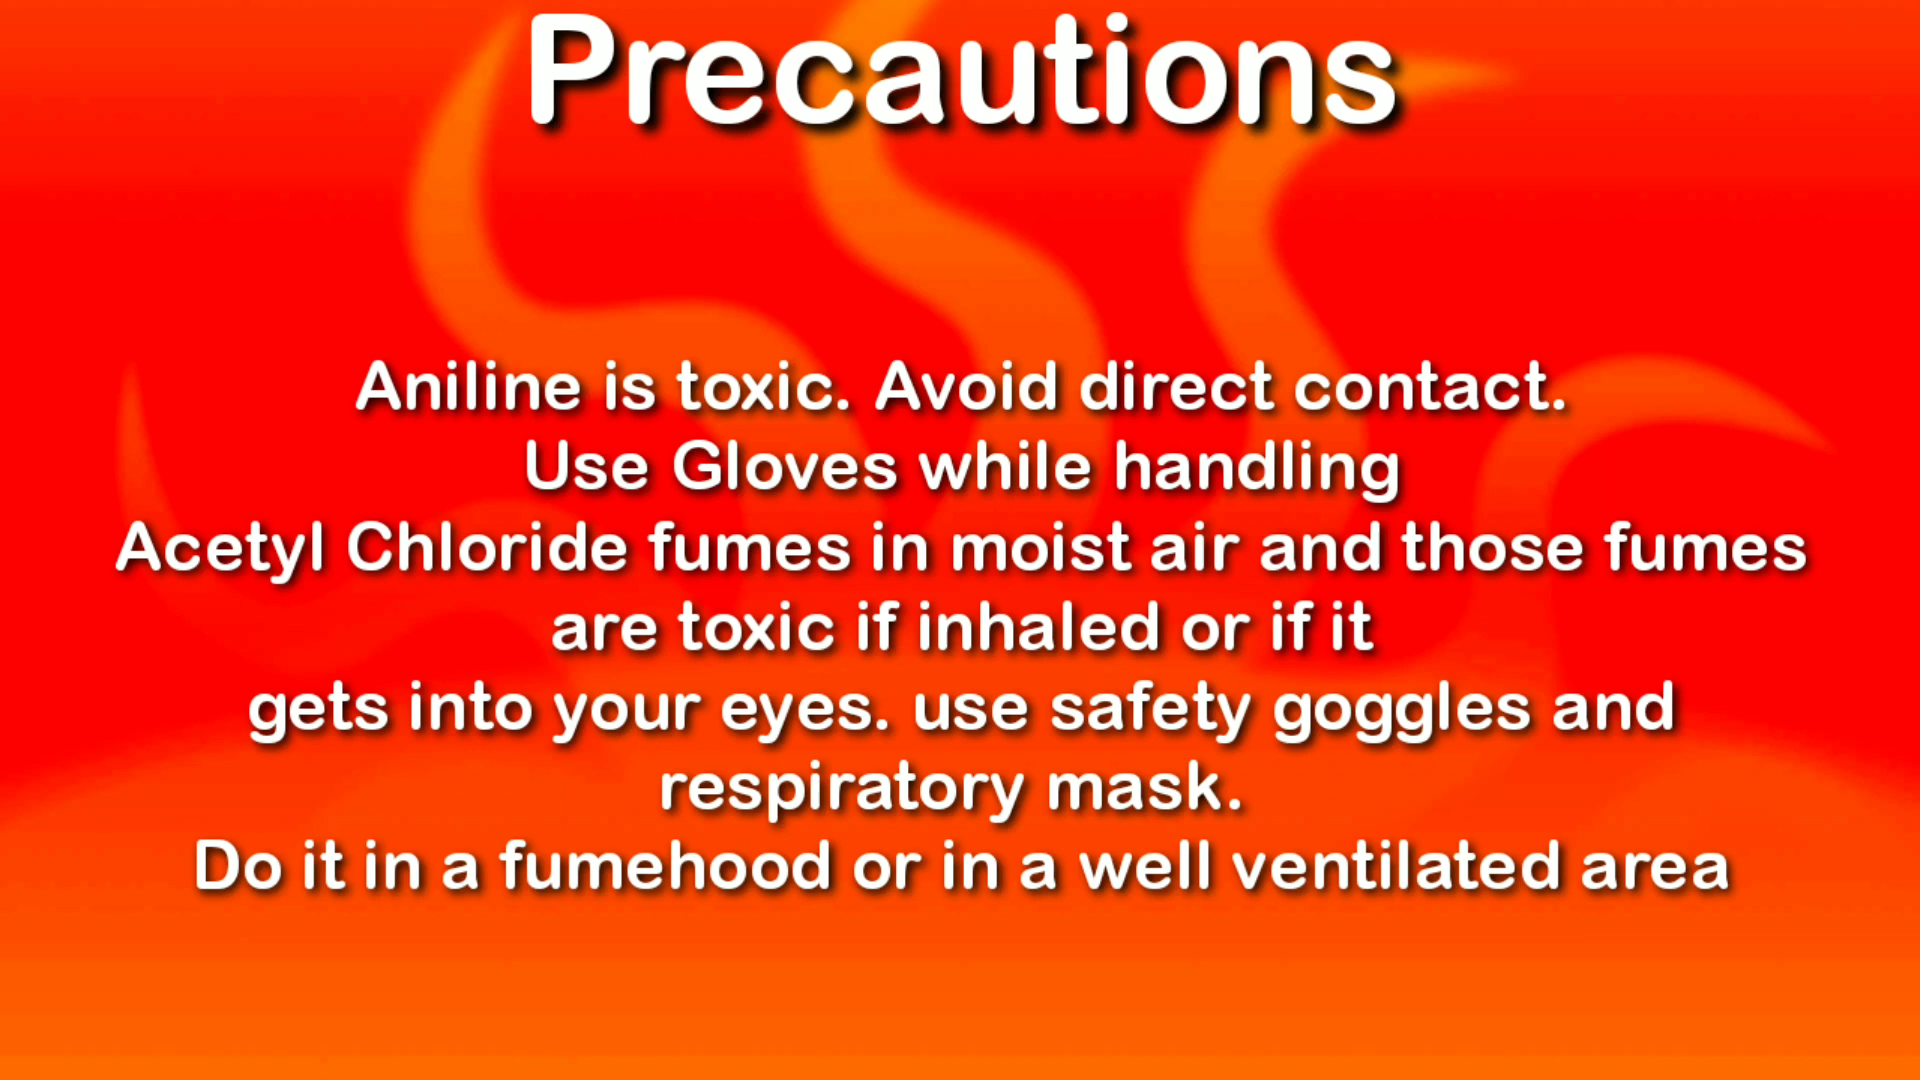 Precautions
Aniline is toxic. Avoid direct contact.
Use Gloves while handling
Acetyl Chloride fumes in moist air and those fumes
are toxic if inhaled or if it
gets into your eyes. use safety goggles and
respiratory mask.
Do it in a fumehood or in a well ventilated area